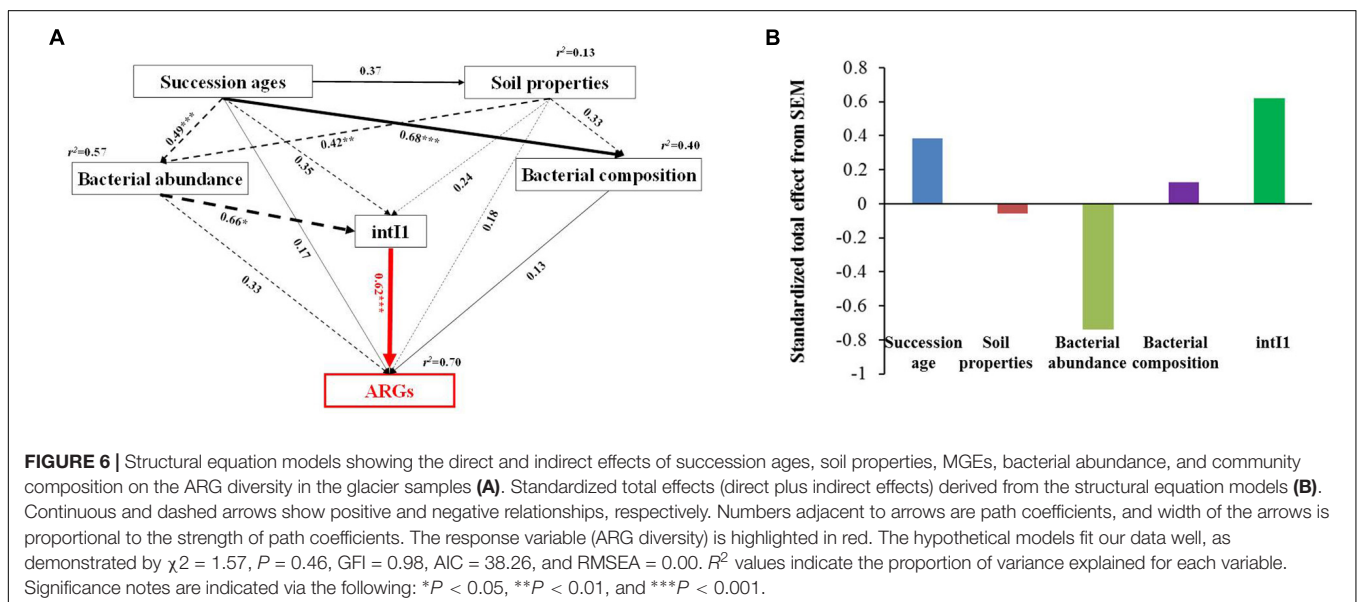 A
B
r²=0.13
Succession ages
0.37
Soil properties
0.49***
0.42**
0.68***
0.33
r²=0.57
r²=0.40
Bacterial abundance
0.35
0.24
Bacterial composition
0.66*
intI1
0.33
0.17
0.62***
0.18
0.13
r²=0.70
ARGs
Standardized total effect from SEM
0.8
0.6
0.4
0.2
0
-0.2
-0.4
-0.6
-0.8
-1
Succession age
Soil properties
Bacterial abundance
Bacterial composition
intI1
FIGURE 6 | Structural equation models showing the direct and indirect effects of succession ages, soil properties, MGEs, bacterial abundance, and community
composition on the ARG diversity in the glacier samples (A). Standardized total effects (direct plus indirect effects) derived from the structural equation models (B).
Continuous and dashed arrows show positive and negative relationships, respectively. Numbers adjacent to arrows are path coefficients, and width of the arrows is
proportional to the strength of path coefficients. The response variable (ARG diversity) is highlighted in red. The hypothetical models fit our data well, as
demonstrated by χ2 = 1.57, P = 0.46, GFI = 0.98, AIC = 38.26, and RMSEA = 0.00. R² values indicate the proportion of variance explained for each variable.
Significance notes are indicated via the following: *P < 0.05, **P < 0.01, and ***P < 0.001.